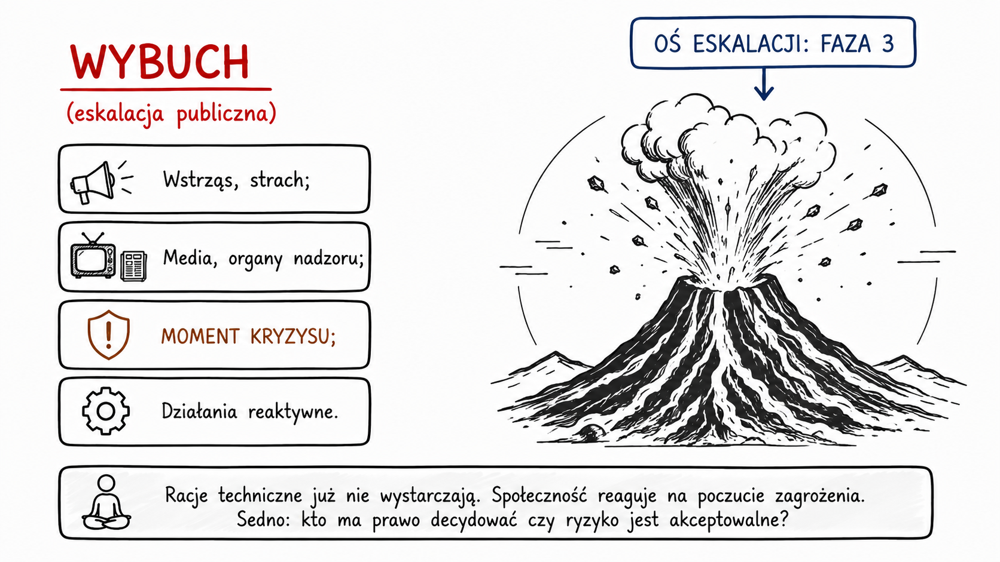 WYBUCH
(eskalacja publiczna)
OŚ ESKALACJI: FAZA 3
Wstrząs, strach;
Media, organy nadzoru;
MOMENT KRYZYSU;
Działania reaktywne.
Racje techniczne już nie wystarczają. Społeczność reaguje na poczucie zagrożenia.
Sedno: kto ma prawo decydować czy ryzyko jest akceptowalne?